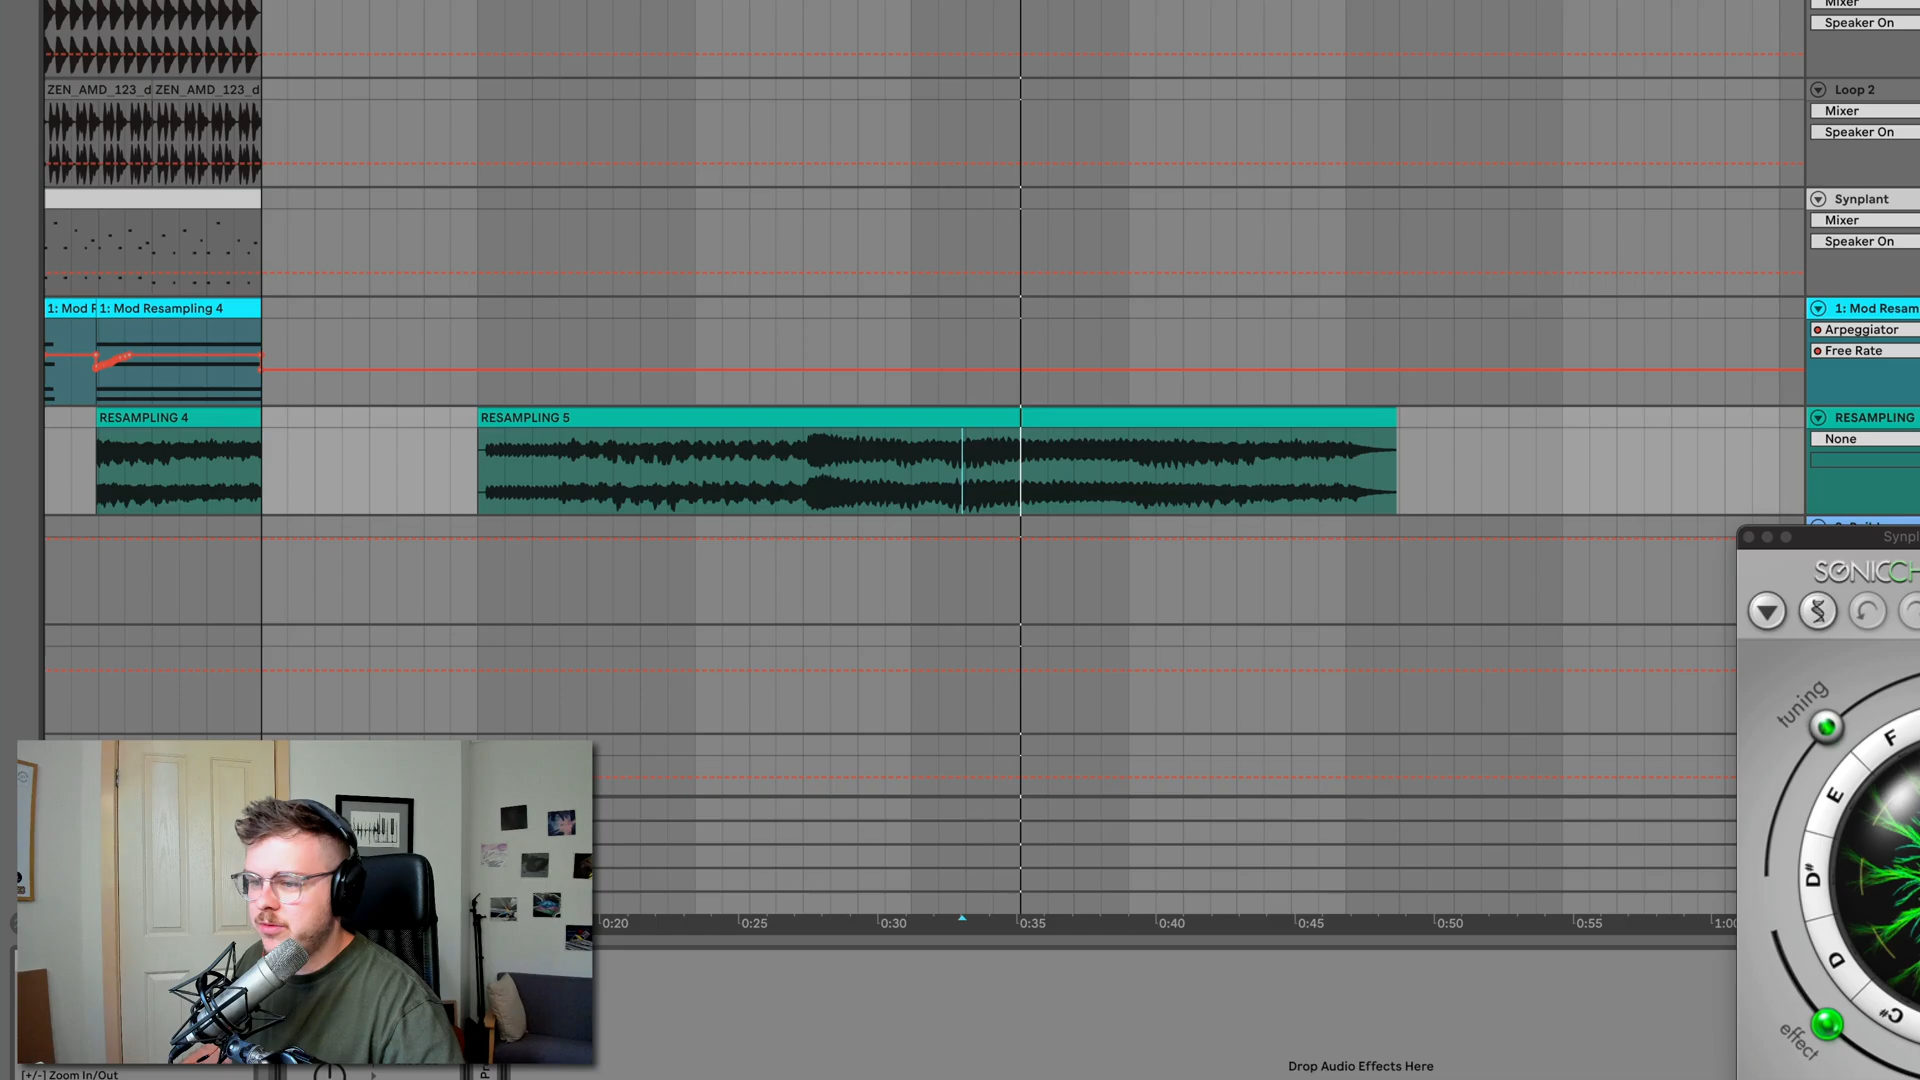 Mixer
Speaker On
ZEN_AMD_123_d ZEN_AMD_123_d
Loop 2
Mixer
Speaker On
Synplant
Mixer
Speaker On
1: Mod R 1: Mod Resampling 4
1: Mod Resam
Arpeggiator
Free Rate
RESAMPLING 4
RESAMPLING 5
RESAMPLING
None
Synpl
SONICCH
tuning
F
E
D#
D
C#
effect
0:20
0:25
0:30
0:35
0:40
0:45
0:50
0:55
1:00
Drop Audio Effects Here
[+/-] Zoom In/Out